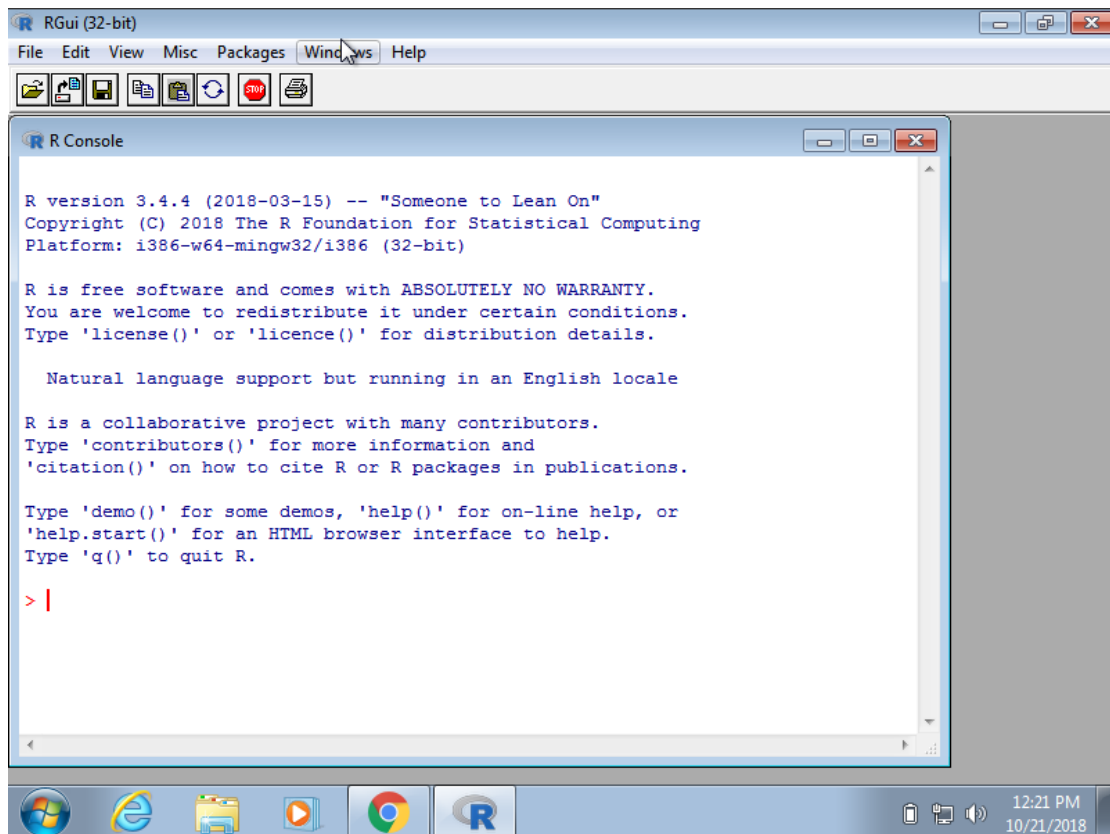 RGui (32-bit)
File Edit View Misc Packages Windows Help
STOP
R Console
R version 3.4.4 (2018-03-15) -- "Someone to Lean On"
Copyright (C) 2018 The R Foundation for Statistical Computing
Platform: i386-w64-mingw32/i386 (32-bit)
R is free software and comes with ABSOLUTELY NO WARRANTY.
You are welcome to redistribute it under certain conditions.
Type 'license()' or 'licence()' for distribution details.
Natural language support but running in an English locale
R is a collaborative project with many contributors.
Type 'contributors()' for more information and
'citation()' on how to cite R or R packages in publications.
Type 'demo()' for some demos, 'help()' for on-line help, or
'help.start()' for an HTML browser interface to help.
Type 'q()' to quit R.
>
R
12:21 PM
10/21/2018